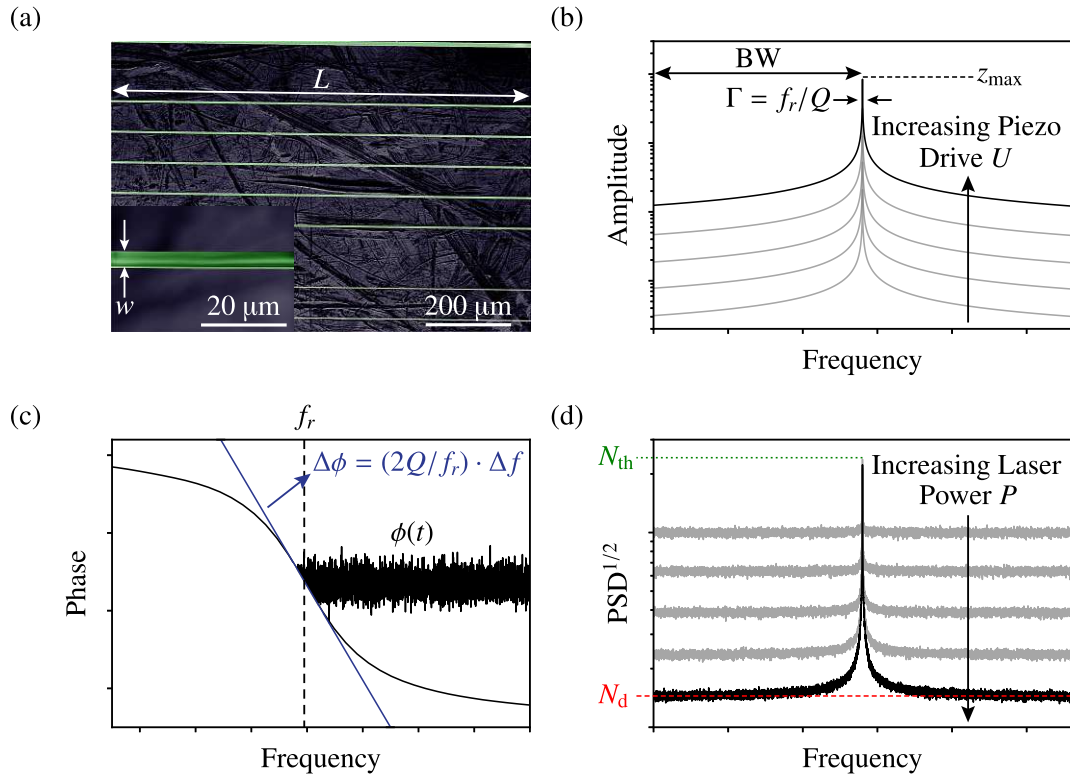 (a)
L
w
20 μm
200 μm
(b)
BW
z_max
Γ = f_r/Q
Increasing Piezo
Drive U
Amplitude
Frequency
(c)
f_r
Δϕ = (2Q/f_r) · Δf
ϕ(t)
Phase
Frequency
(d)
N_th
Increasing Laser
Power P
PSD^1/2
N_d
Frequency